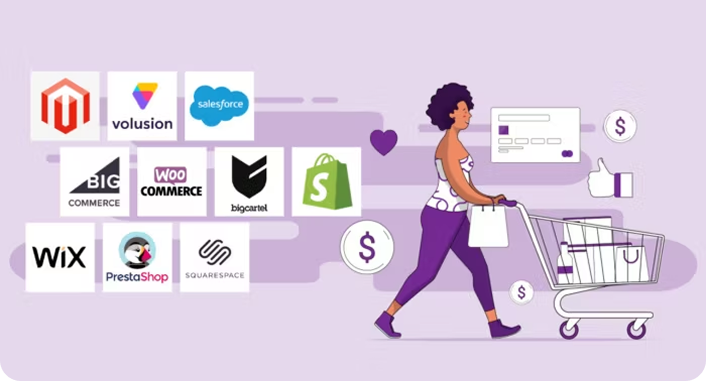 volusion
salesforce
BIG
COMMERCE
WOO
COMMERCE
bigcartel
S
WiX
PrestaShop
SQUARESPACE
$
$
$